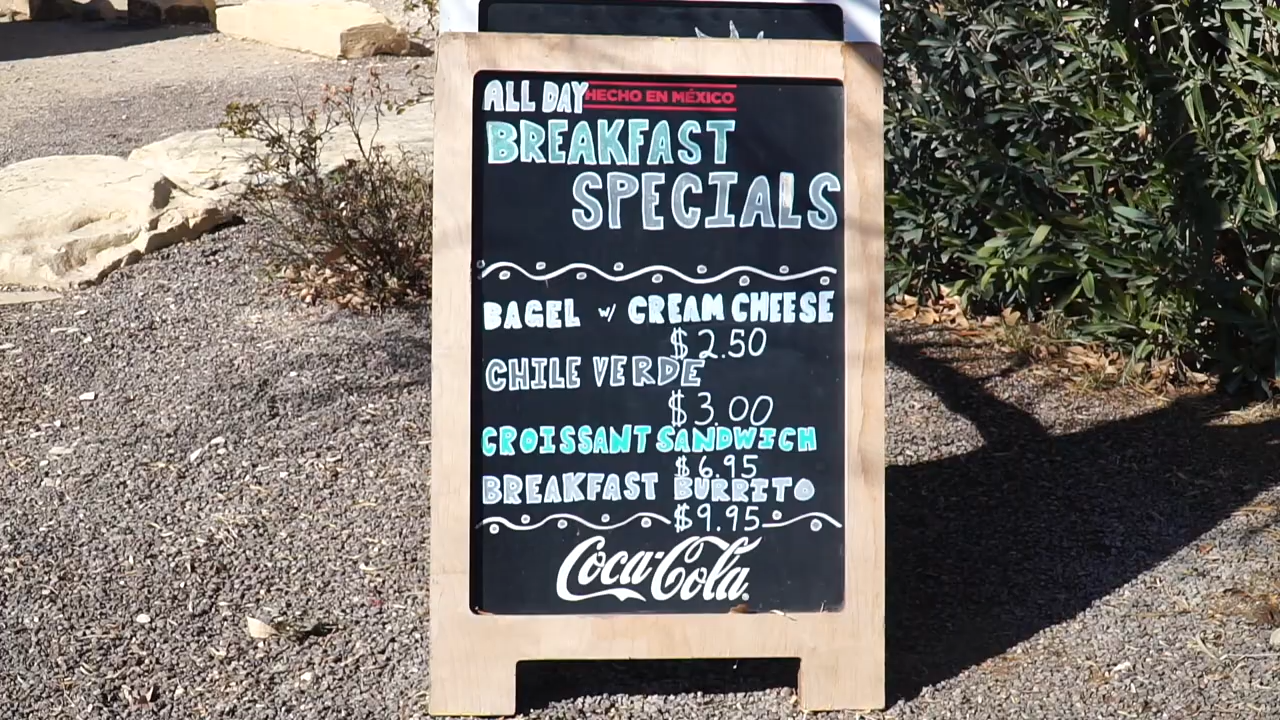 ALL DAY HECHO EN MÉXICO
BREAKFAST
SPECIALS
BAGEL w/ CREAM CHEESE
$2.50
CHILE VERDE
$3.00
CROISSANT SANDWICH
$6.95
BREAKFAST BURRITO
$9.95
Coca-Cola